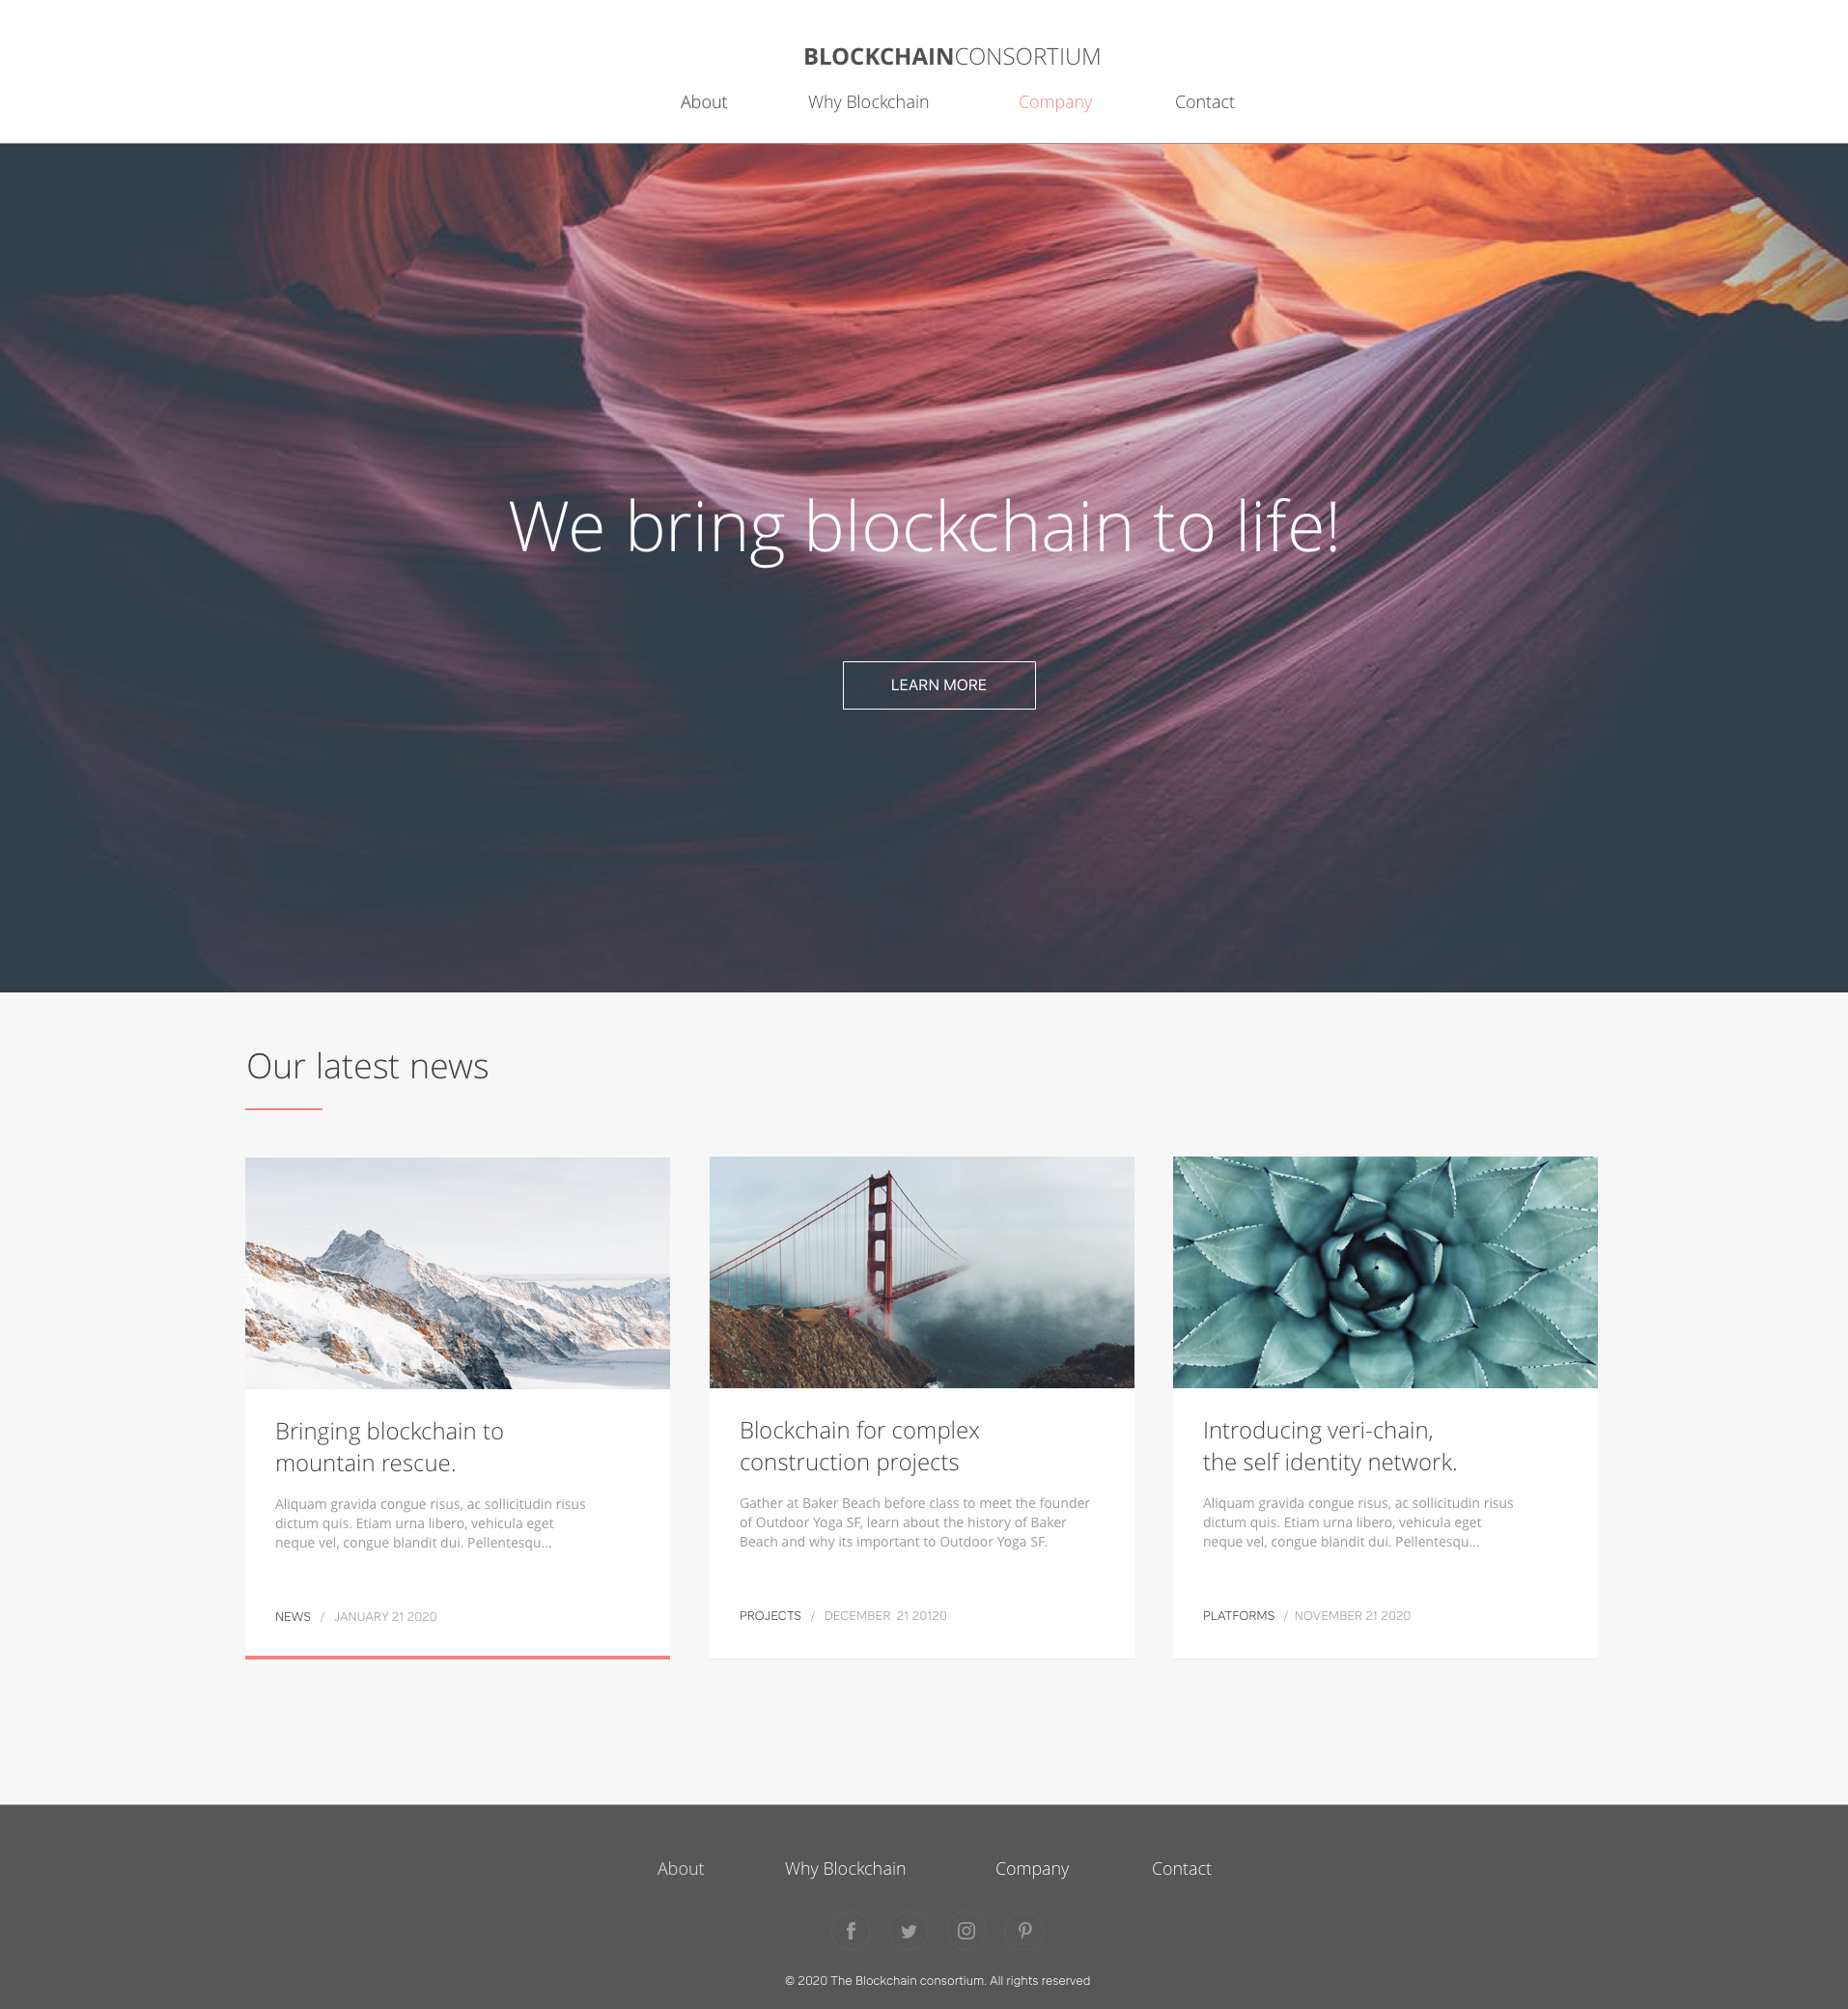 BLOCKCHAINCONSORTIUM
About Why Blockchain Company Contact
We bring blockchain to life!
LEARN MORE
Our latest news
Bringing blockchain to
mountain rescue.
Aliquam gravida congue risus, ac sollicitudin risus
dictum quis. Etiam urna libero, vehicula eget
neque vel, congue blandit dui. Pellentesqu...
NEWS / JANUARY 21 2020
Blockchain for complex
construction projects
Gather at Baker Beach before class to meet the founder
of Outdoor Yoga SF, learn about the history of Baker
Beach and why its important to Outdoor Yoga SF.
PROJECTS / DECEMBER 21 20120
Introducing veri-chain,
the self identity network.
Aliquam gravida congue risus, ac sollicitudin risus
dictum quis. Etiam urna libero, vehicula eget
neque vel, congue blandit dui. Pellentesqu...
PLATFORMS / NOVEMBER 21 2020
About Why Blockchain Company Contact
© 2020 The Blockchain consortium. All rights reserved